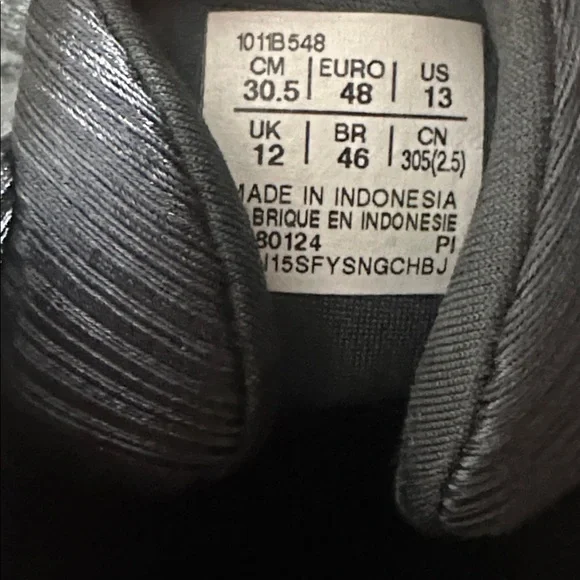 1011B548
CM | EURO | US
30.5 | 48 | 13
UK | BR | CN
12 | 46 | 305(2.5)
MADE IN INDONESIA
BRIQUE EN INDONESIE
80124 PI
I15SFYSNGCHBJ